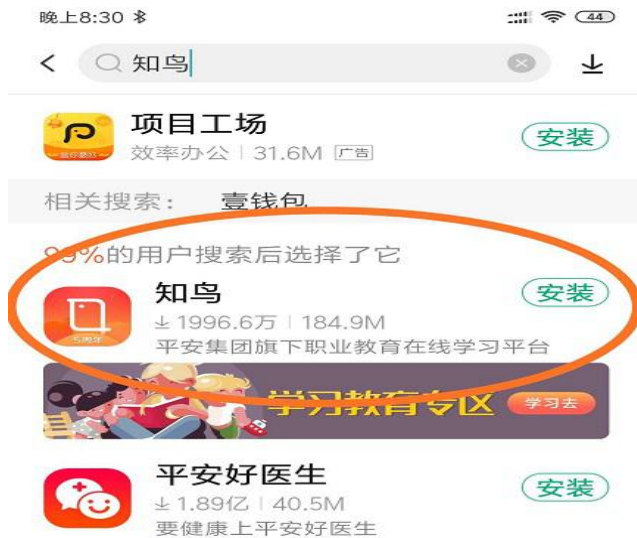 晚上8:30
44
知鸟
项目工场
效率办公 | 31.6M 广告
安装
相关搜索： 壹钱包
99%的用户搜索后选择了它
知鸟
1996.6万 | 184.9M
平安集团旗下职业教育在线学习平台
安装
5周年
学习教育专区 学习去
平安好医生
1.89亿 | 40.5M
要健康上平安好医生
安装